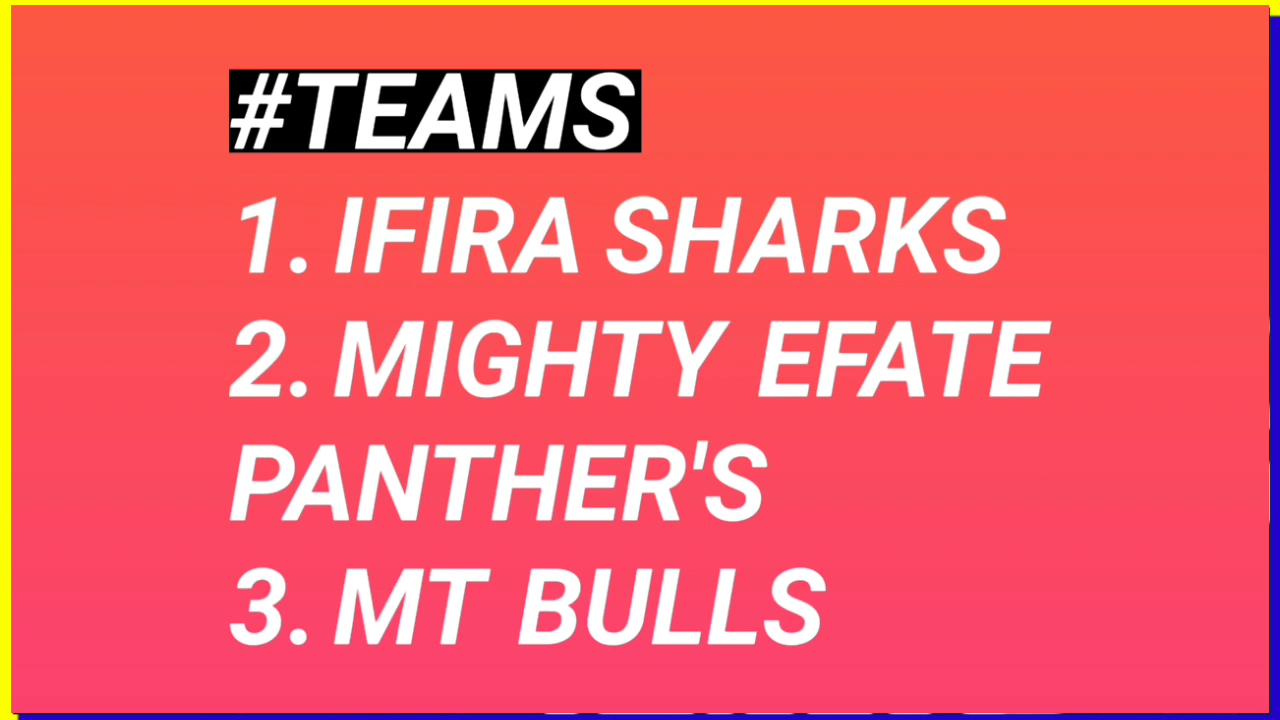 #TEAMS
1. IFIRA SHARKS
2. MIGHTY EFATE
PANTHER'S
3. MT BULLS